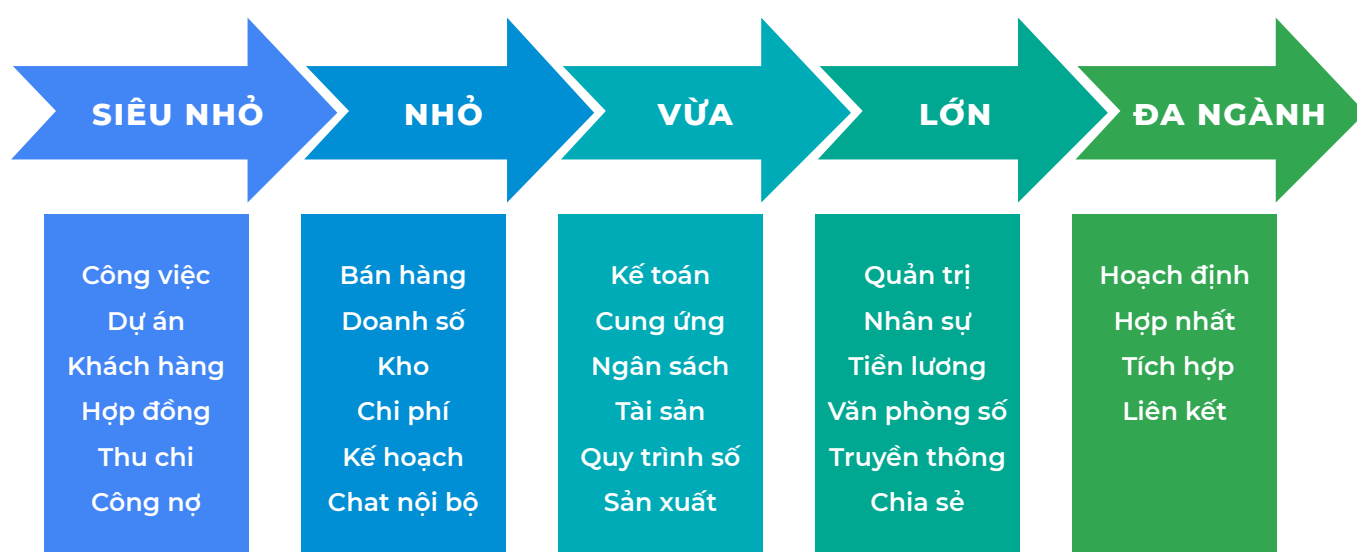 SIÊU NHỎ
NHỎ
VỪA
LỚN
ĐA NGÀNH
Công việc
Dự án
Khách hàng
Hợp đồng
Thu chi
Công nợ
Bán hàng
Doanh số
Kho
Chi phí
Kế hoạch
Chat nội bộ
Kế toán
Cung ứng
Ngân sách
Tài sản
Quy trình số
Sản xuất
Quản trị
Nhân sự
Tiền lương
Văn phòng số
Truyền thông
Chia sẻ
Hoạch định
Hợp nhất
Tích hợp
Liên kết